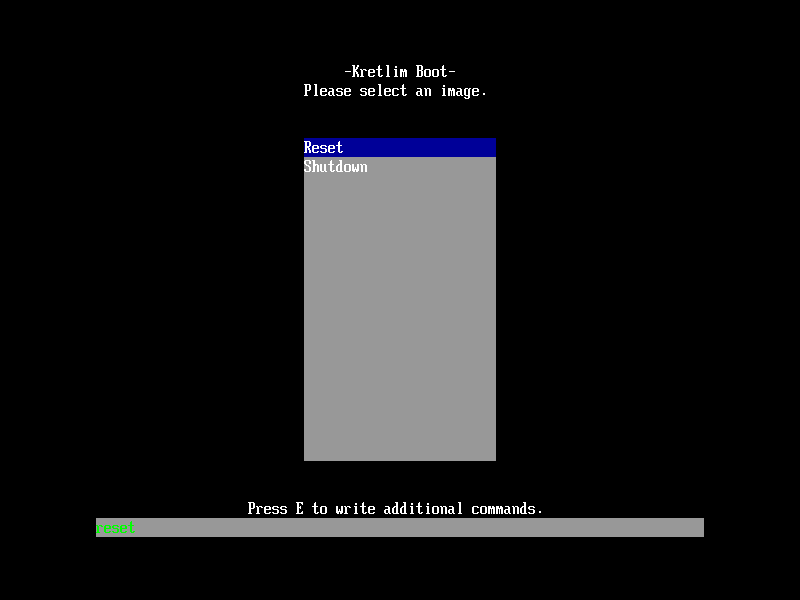 -Kretlim Boot-
Please select an image.
Reset
Shutdown
Press E to write additional commands.
reset